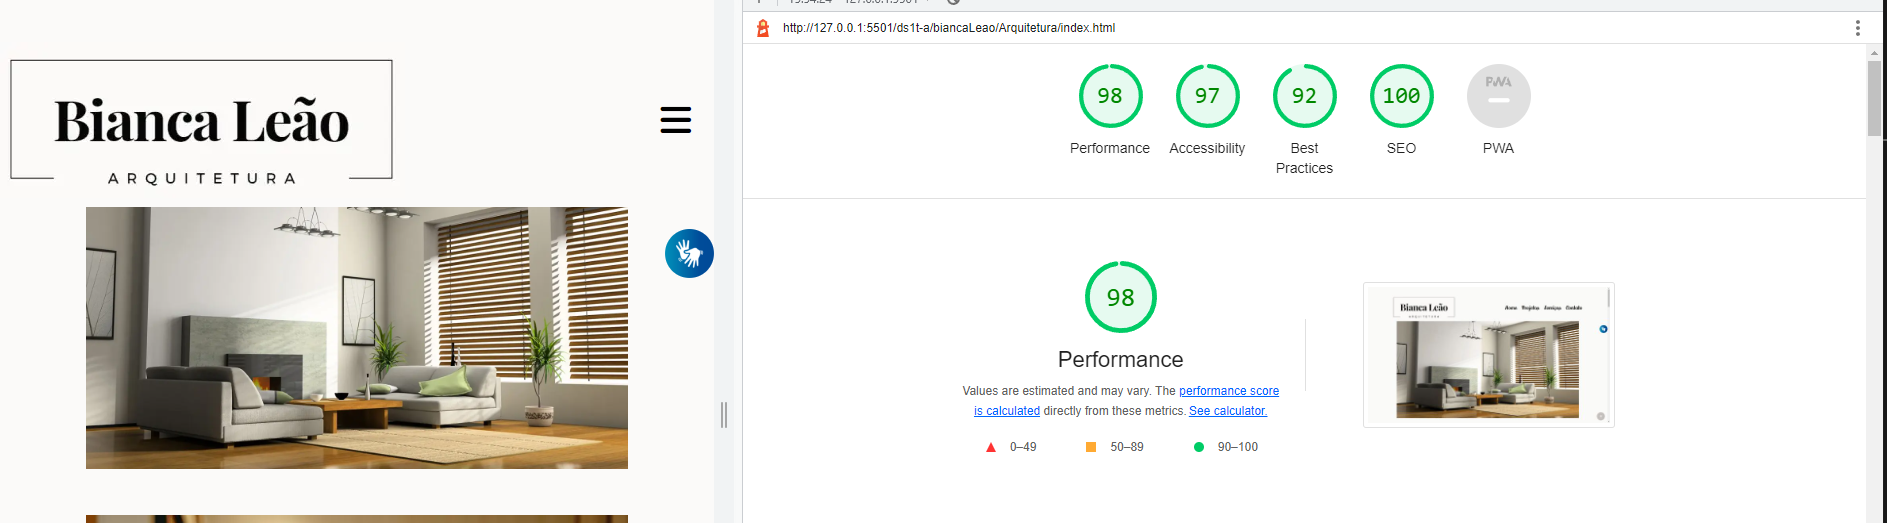 http://127.0.0.1:5501/ds1t-a/biancaLeao/Arquitetura/index.html
Bianca Leão
ARQUITETURA
98
97
92
100
PWA
Performance
Accessibility
Best
Practices
SEO
PWA
98
Performance
Values are estimated and may vary. The performance score
is calculated directly from these metrics. See calculator.
0–49
50–89
90–100
Bianca Leão
ARQUITETURA